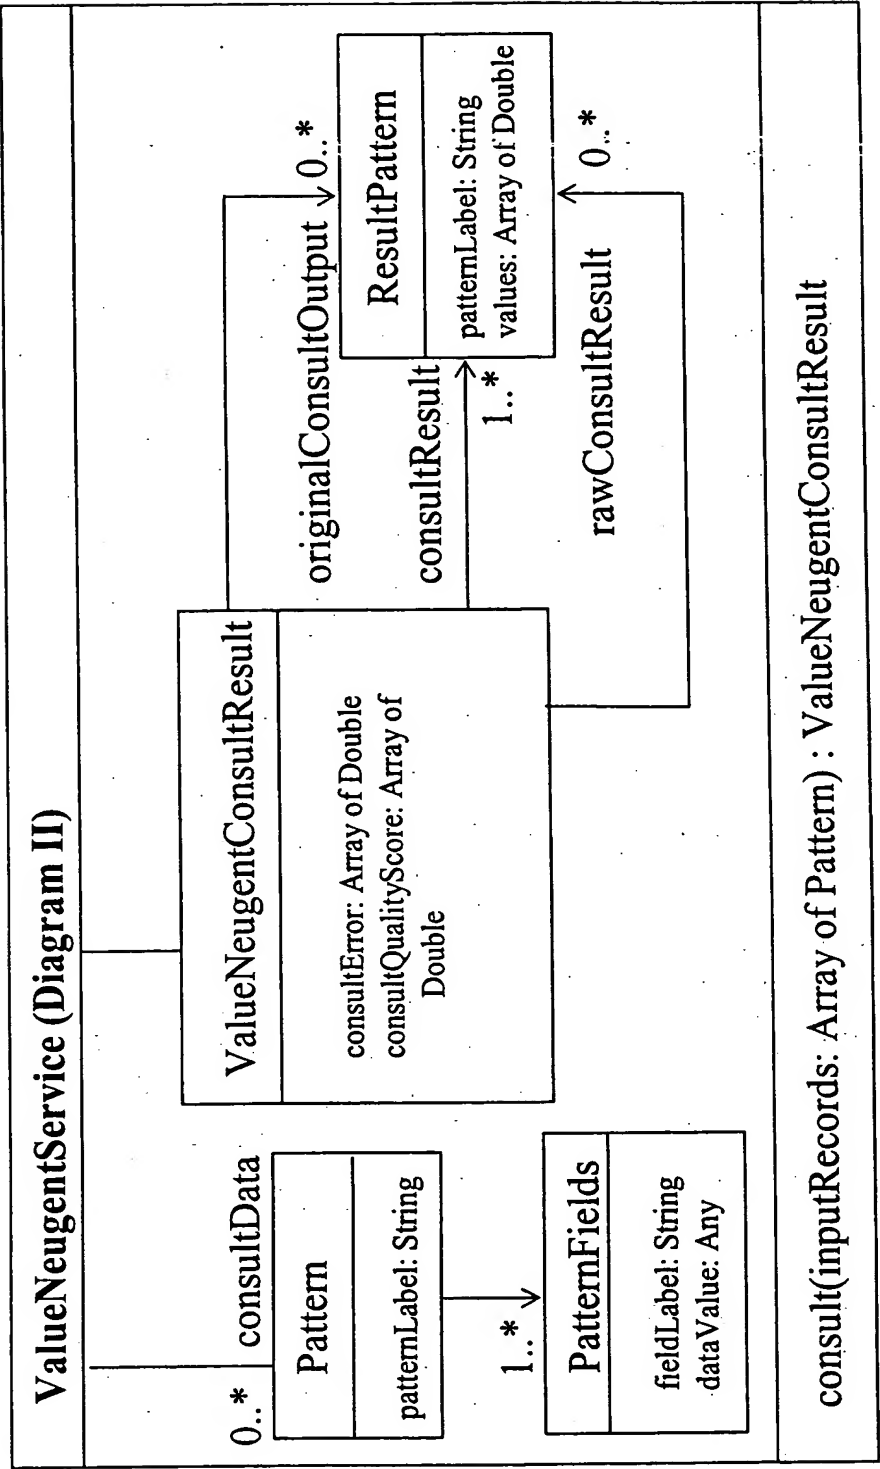 ValueNeugentService (Diagram II)
0..*
consultData
Pattern
patternLabel: String
1..*
PatternFields
fieldLabel: String
dataValue: Any
ValueNeugentConsultResult
consultError: Array of Double
consultQualityScore: Array of
Double
originalConsultOutput
0..*
consultResult
1..*
ResultPattern
patternLabel: String
values: Array of Double
rawConsultResult
0..*
consult(inputRecords: Array of Pattern) : ValueNeugentConsultResult